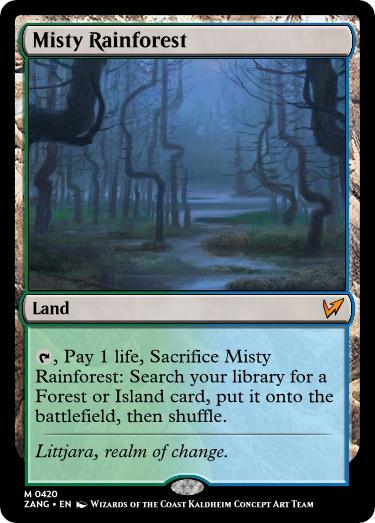 Misty Rainforest
Land
, Pay 1 life, Sacrifice Misty
Rainforest: Search your library for a
Forest or Island card, put it onto the
battlefield, then shuffle.
Littjara, realm of change.
M 0420
ZANG • EN Wizards of the Coast Kaldheim Concept Art Team